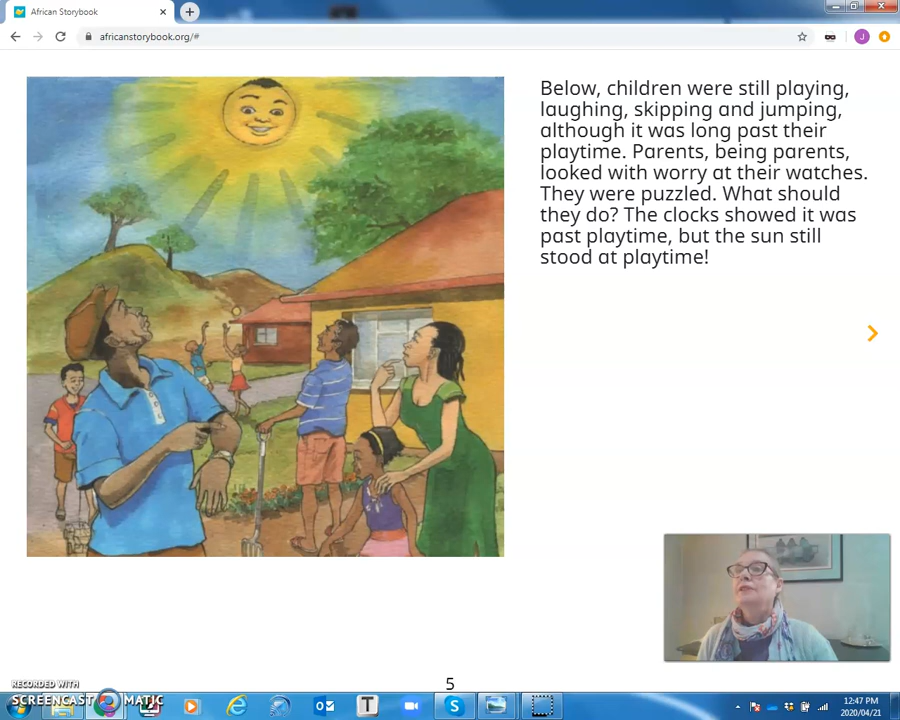 African Storybook
africanstorybook.org/#
J
Below, children were still playing,
laughing, skipping and jumping,
although it was long past their
playtime. Parents, being parents,
looked with worry at their watches.
They were puzzled. What should
they do? The clocks showed it was
past playtime, but the sun still
stood at playtime!
5
RECORDED WITH
SCREENCAST MATIC
12:47 PM
2020/04/21